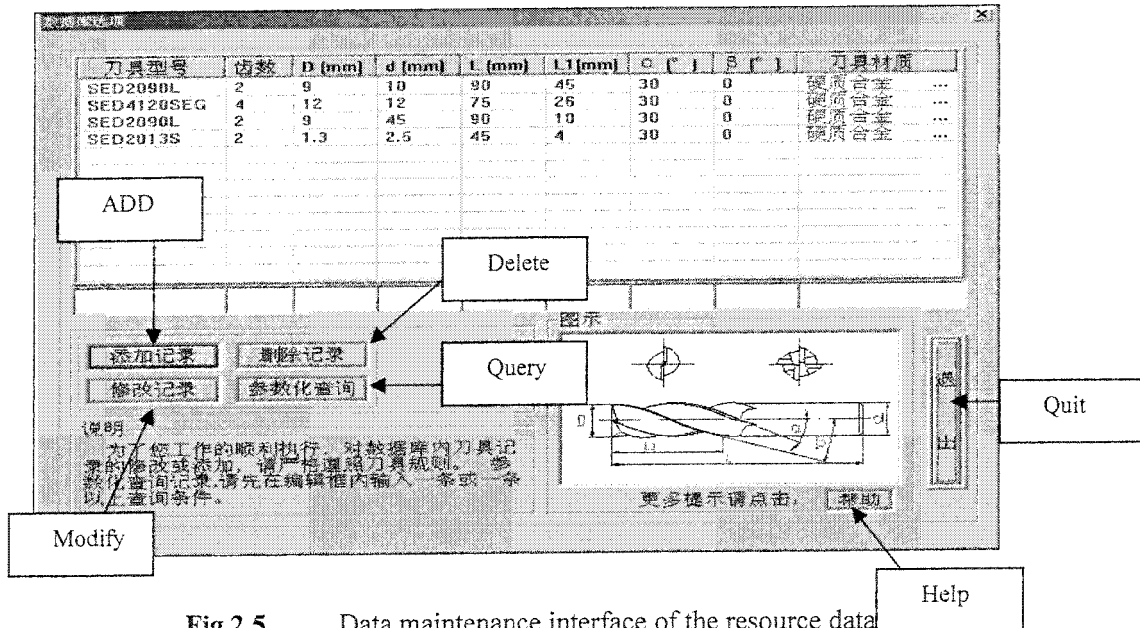 数据库选项
刀具型号 齿数 D (mm) d (mm) L (mm) L1(mm) α (° ) β (° ) 刀具材质
SED2090L 2 9 10 90 45 30 0 硬质合金 ...
SED4120SEG 4 12 12 75 26 30 0 硬质合金 ...
SED2090L 2 9 45 90 10 30 0 硬质合金 ...
SED2013S 2 1.3 2.5 45 4 30 0 硬质合金 ...
ADD
Delete
图示
添加记录 删除记录
修改记录 参数化查询
Query
退出
Quit
说明
为了您工作的顺利执行，对数据库内刀具记
录的修改或添加，请严格遵照刀具规则。 参
数化查询记录,请先在编辑框内输入一条或一条
以上查询条件。
D L1 L α β d
更多提示请点击, 帮助
Modify
Help
Fig 2.5 Data maintenance interface of the resource data